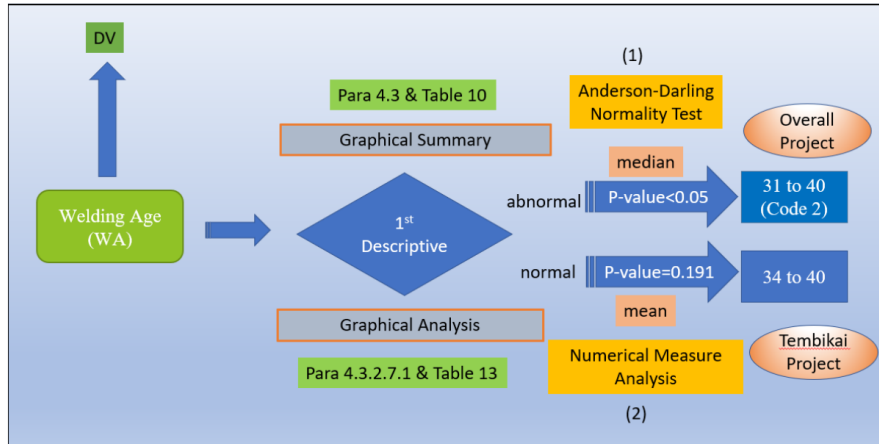 DV
(1)
Para 4.3 & Table 10
Anderson-Darling
Normality Test
Overall
Project
Graphical Summary
median
Welding Age
(WA)
1st
Descriptive
abnormal
P-value<0.05
31 to 40
(Code 2)
normal
P-value=0.191
34 to 40
mean
Graphical Analysis
Tembikai
Project
Para 4.3.2.7.1 & Table 13
Numerical Measure
Analysis
(2)